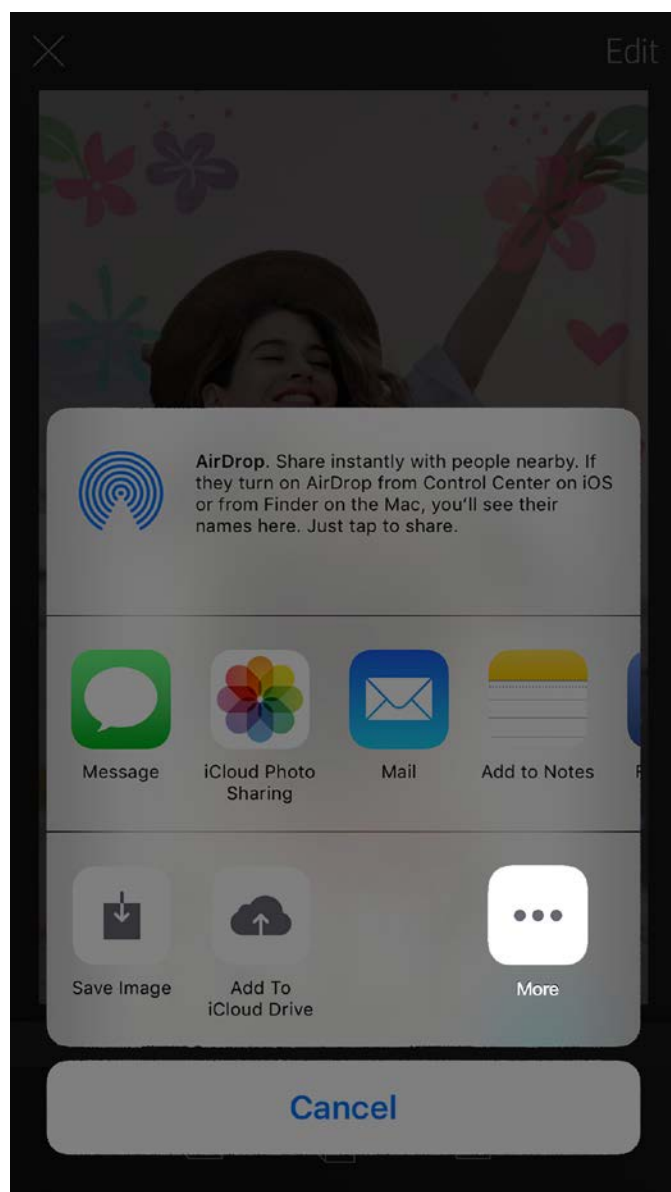 Edit
AirDrop. Share instantly with people nearby. If
they turn on AirDrop from Control Center on iOS
or from Finder on the Mac, you'll see their
names here. Just tap to share.
Message
iCloud Photo
Sharing
Mail
Add to Notes
Save Image
Add To
iCloud Drive
More
Cancel